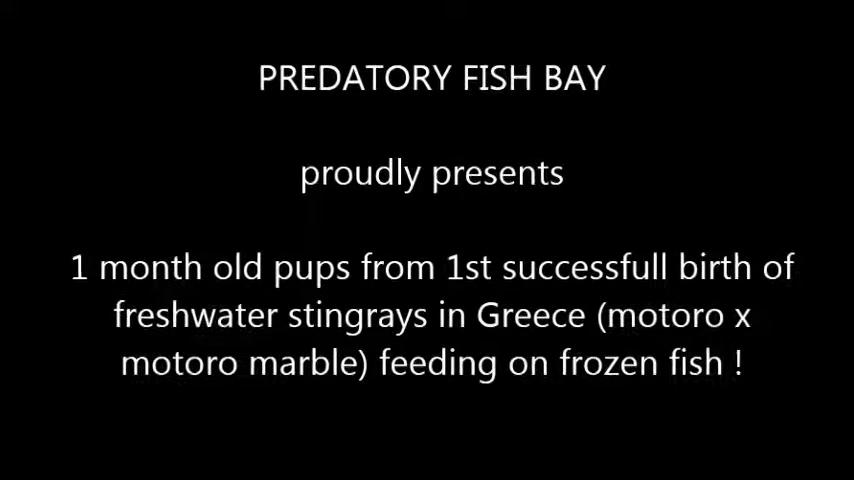 PREDATORY FISH BAY
proudly presents
1 month old pups from 1st successfull birth of
freshwater stingrays in Greece (motoro x
motoro marble) feeding on frozen fish !